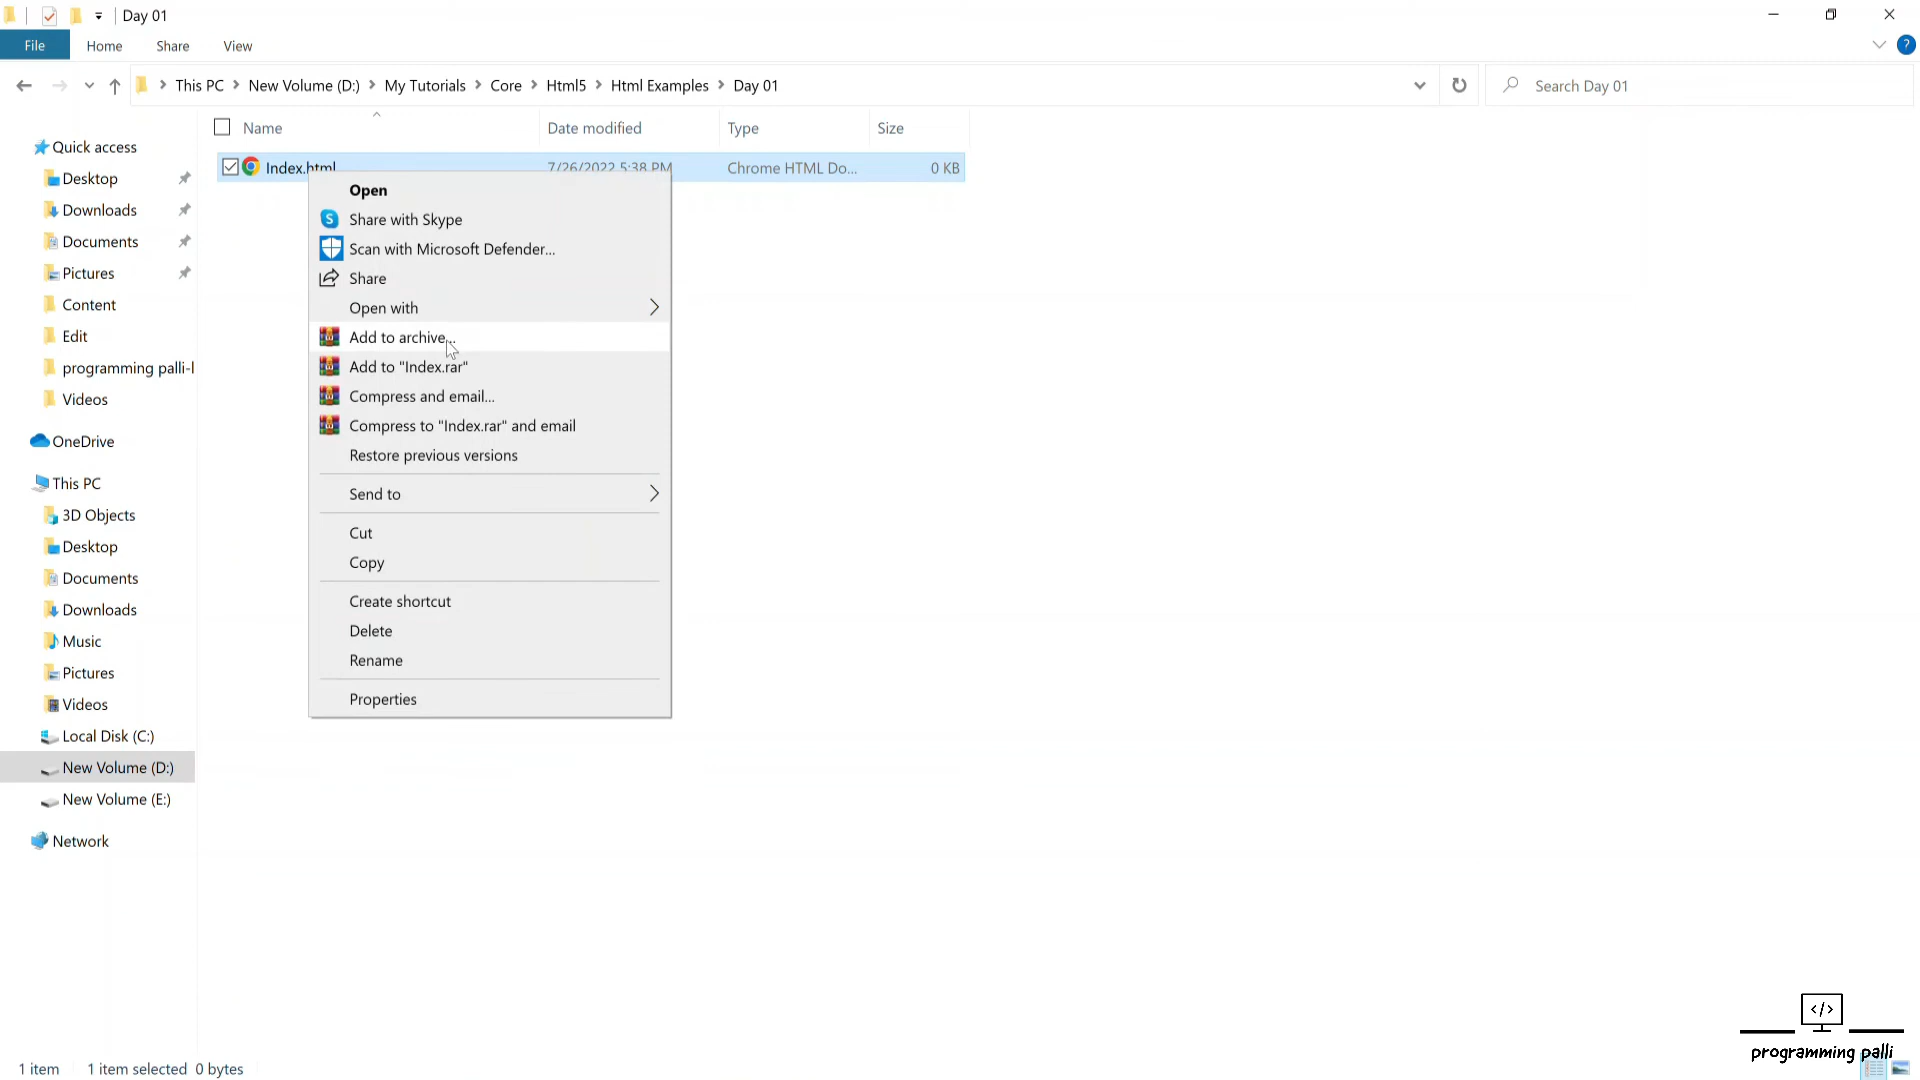 Day 01
File Home Share View ?
This PC New Volume (D:) My Tutorials Core Html5 Html Examples Day 01
Search Day 01
Name Date modified Type Size
Index.html 7/26/2022 5:38 PM Chrome HTML Do... 0 KB
Quick access
Desktop
Downloads
Documents
Pictures
Content
Edit
programming palli-l
Videos
OneDrive
This PC
3D Objects
Desktop
Documents
Downloads
Music
Pictures
Videos
Local Disk (C:)
New Volume (D:)
New Volume (E:)
Network
Open
Share with Skype
Scan with Microsoft Defender...
Share
Open with
Add to archive...
Add to "Index.rar"
Compress and email...
Compress to "Index.rar" and email
Restore previous versions
Send to
Cut
Copy
Create shortcut
Delete
Rename
Properties
1 item 1 item selected 0 bytes
</>
programming palli